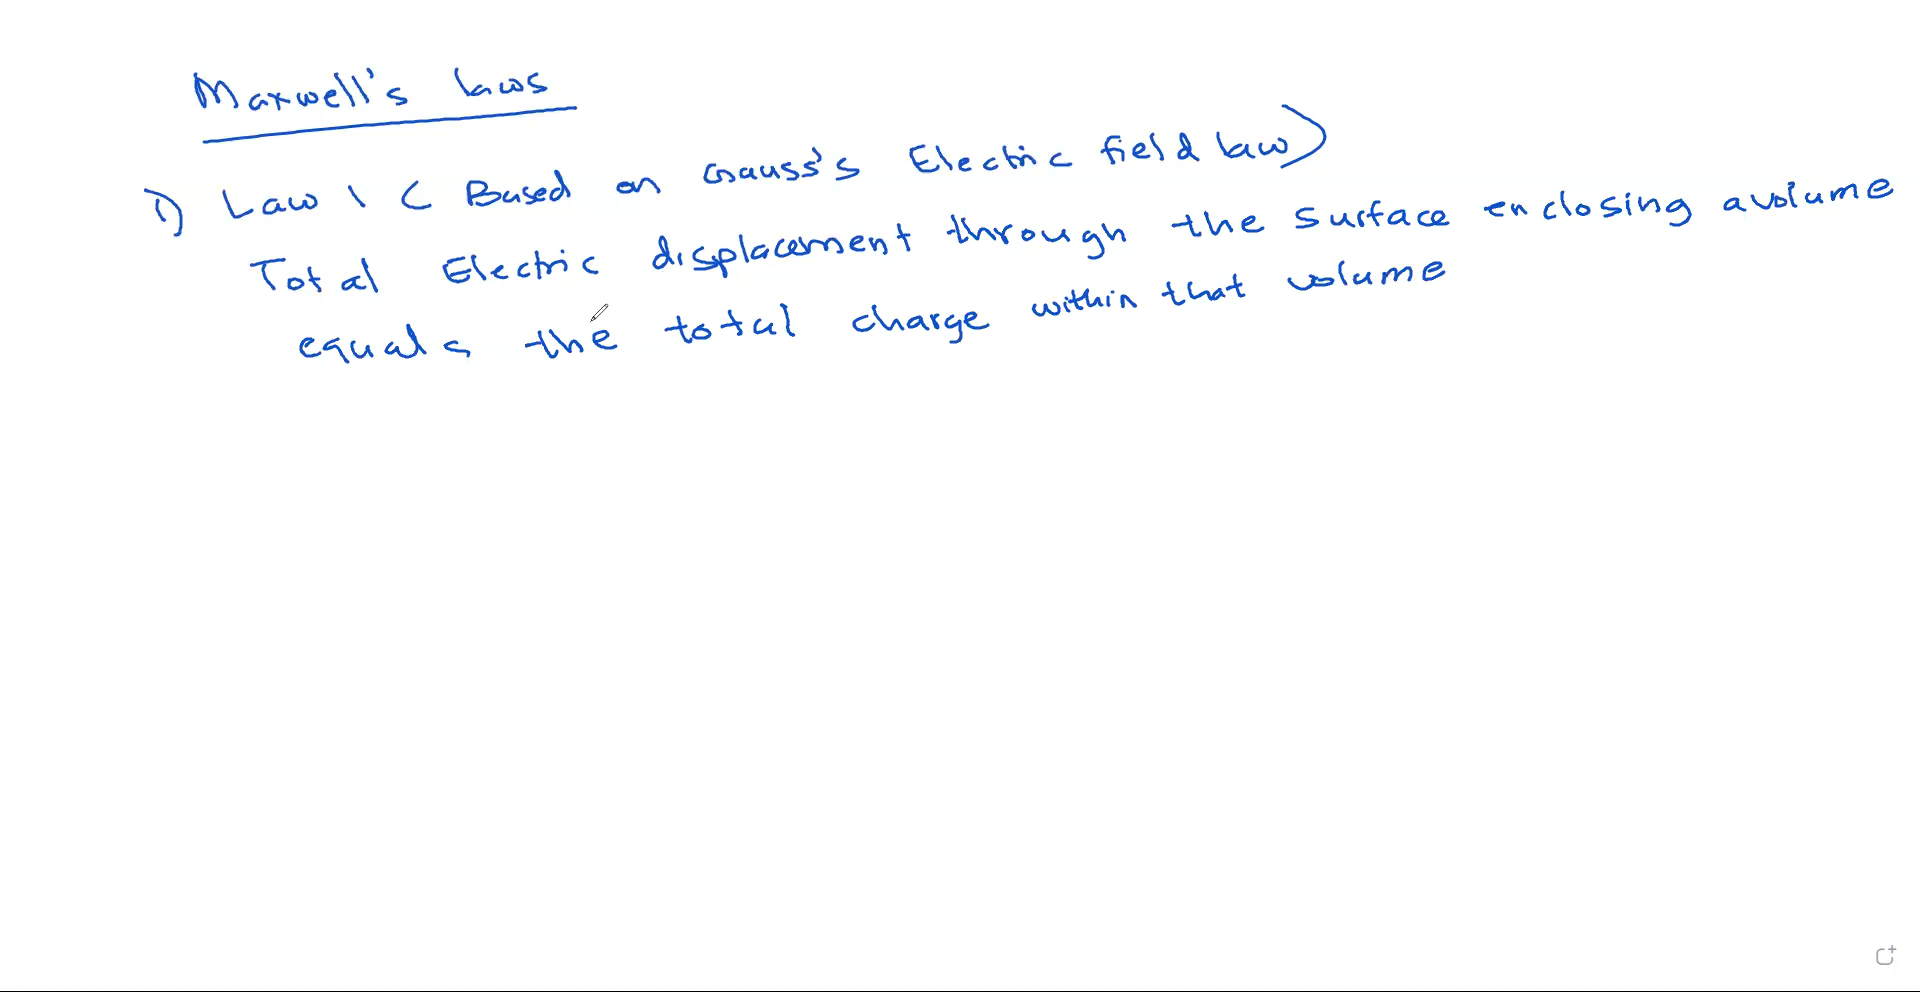 Maxwell's laws
1) Law 1 ( Based on Gauss's Electric field law)
Total Electric displacement through the surface enclosing a volume
equals the total charge within that volume